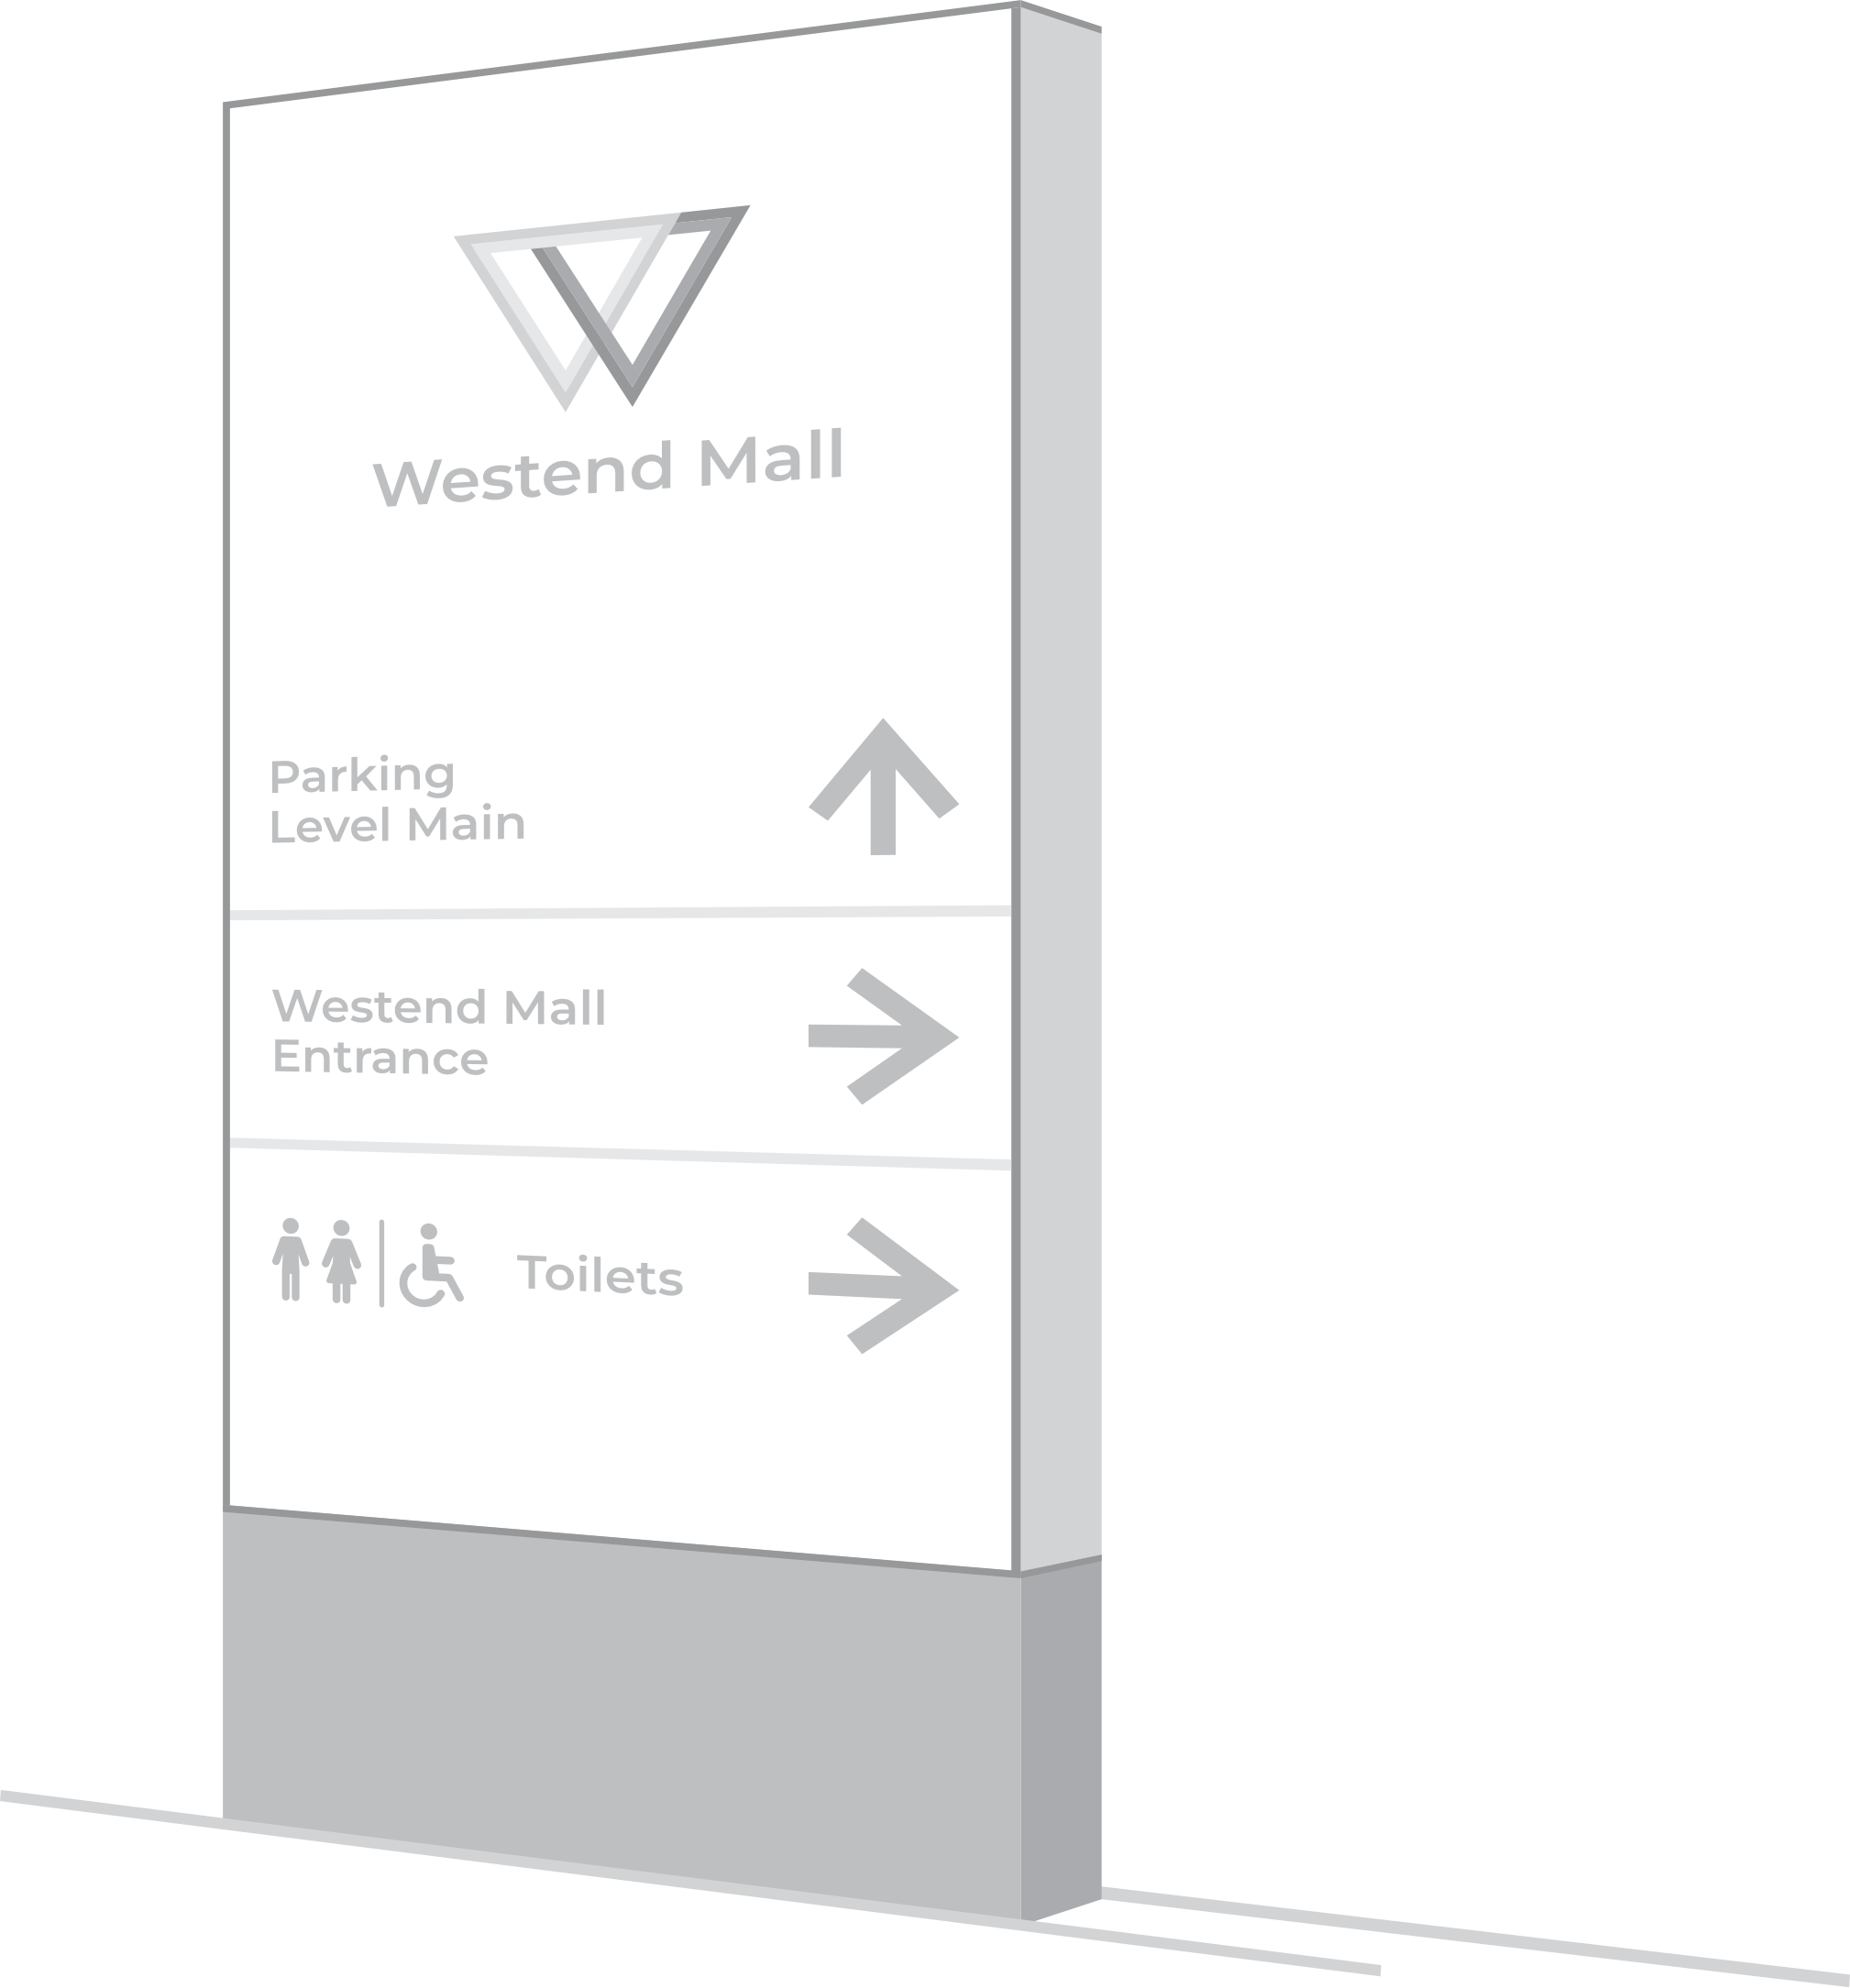 Westend Mall
Parking
Level Main
Westend Mall
Entrance
Toilets